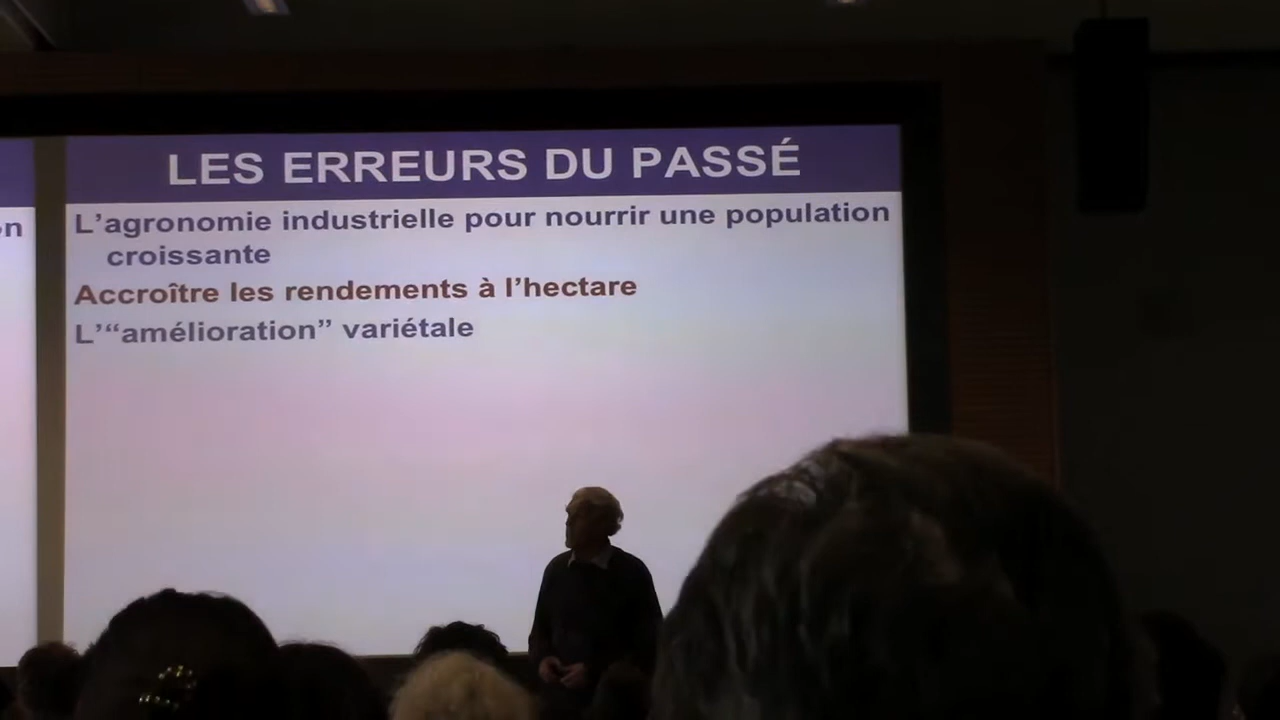 LES ERREURS DU PASSÉ
L’agronomie industrielle pour nourrir une population
croissante
Accroître les rendements à l’hectare
L’“amélioration” variétale